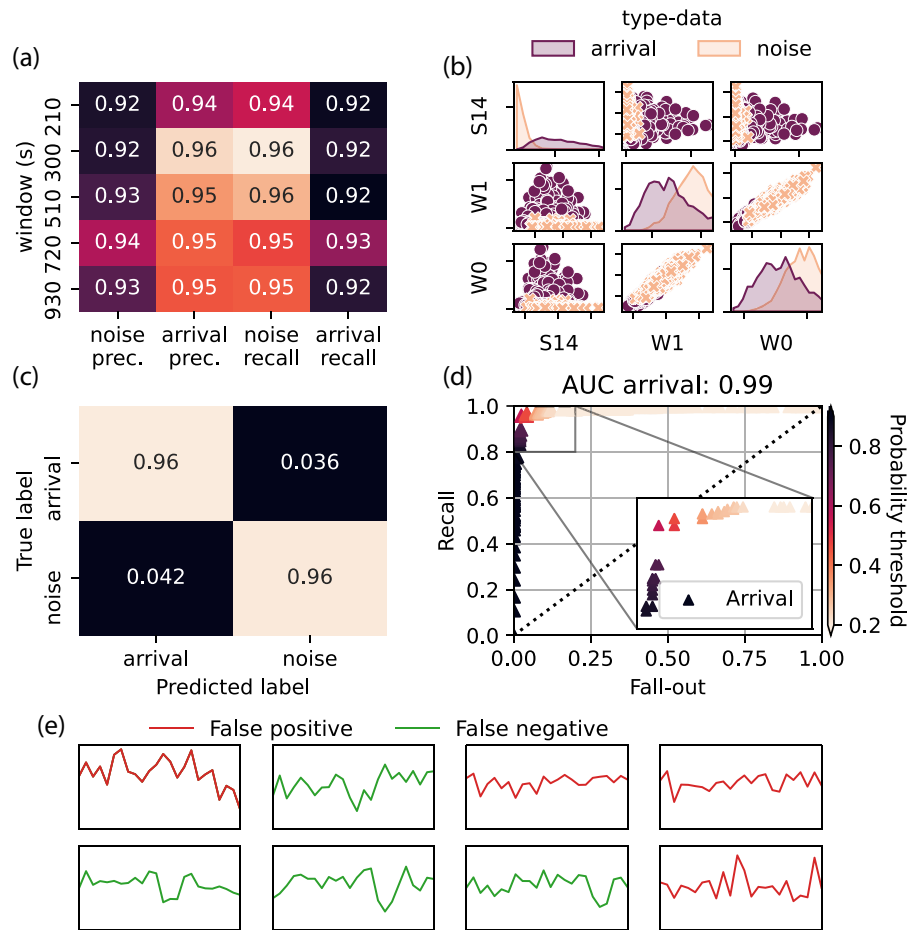 (a)
window (s)
210 0.92 0.94 0.94 0.92
300 0.92 0.96 0.96 0.92
510 0.93 0.95 0.96 0.92
720 0.94 0.95 0.95 0.93
930 0.93 0.95 0.95 0.92
noise arrival noise arrival
prec. prec. recall recall
type-data
arrival noise
(b)
S14
W1
W0
S14 W1 W0
(c)
True label
arrival 0.96 0.036
noise 0.042 0.96
arrival noise
Predicted label
(d)
AUC arrival: 0.99
Recall
1.0
0.8
0.6
0.4
0.2
0.0
0.00 0.25 0.50 0.75 1.00
Fall-out
Arrival
0.8
0.6
0.4
0.2
Probability threshold
(e)
False positive False negative